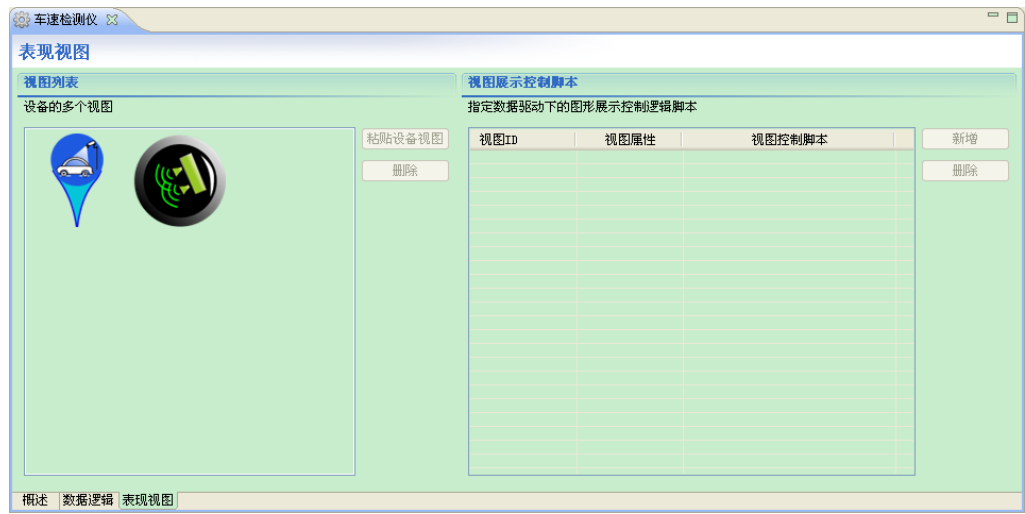 车速检测仪
表现视图
视图列表
设备的多个视图
粘贴设备视图
删除
视图展示控制脚本
指定数据驱动下的图形展示控制逻辑脚本
视图ID 视图属性 视图控制脚本
新增
删除
概述 数据逻辑 表现视图